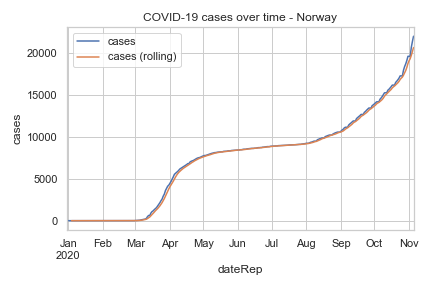 COVID-19 cases over time - Norway
cases
cases (rolling)
cases
20000
15000
10000
5000
0
Jan Feb Mar Apr May Jun Jul Aug Sep Oct Nov
2020
dateRep